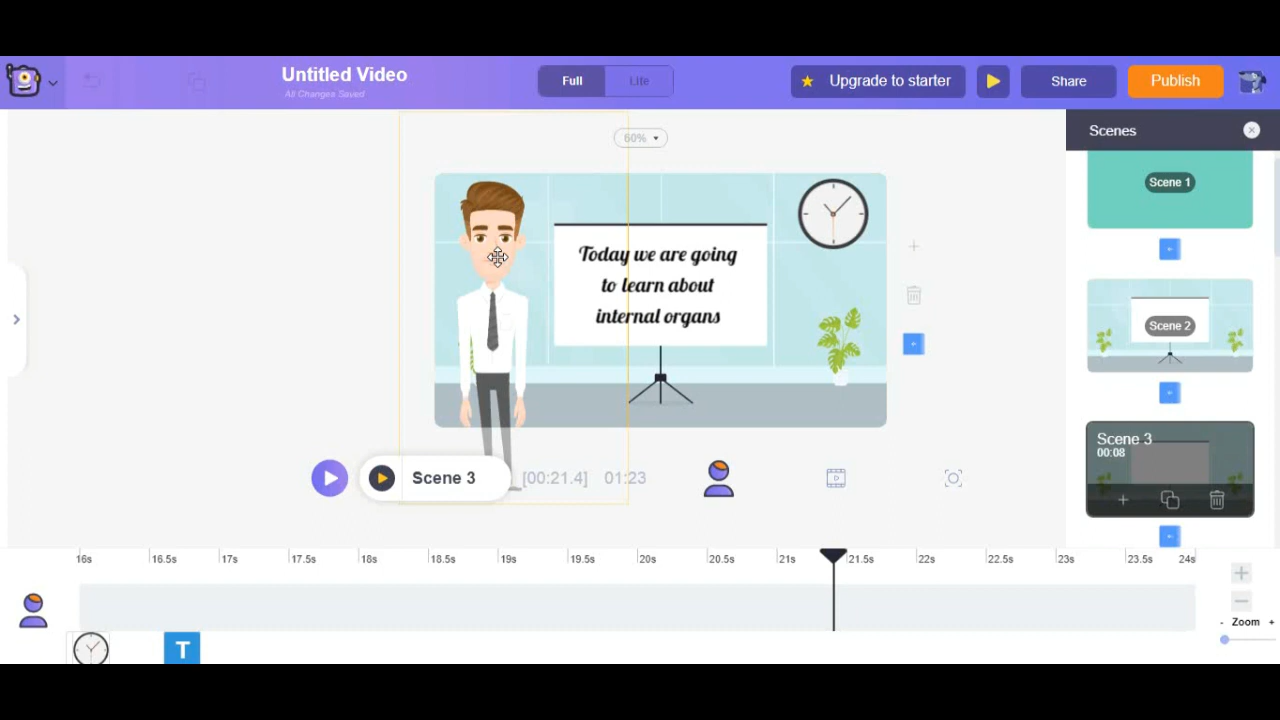 Untitled Video
All Changes Saved
Full
Life
Upgrade to starter
Share
Publish
60%
Scenes
Scene 1
Scene 2
Scene 3
00:08
Today we are going
to learn about
internal organs
Scene 3
[00:21.4] 01:23
16s 16.5s 17s 17.5s 18s 18.5s 19s 19.5s 20s 20.5s 21s 21.5s 22s 22.5s 23s 23.5s 24s
- Zoom +
T